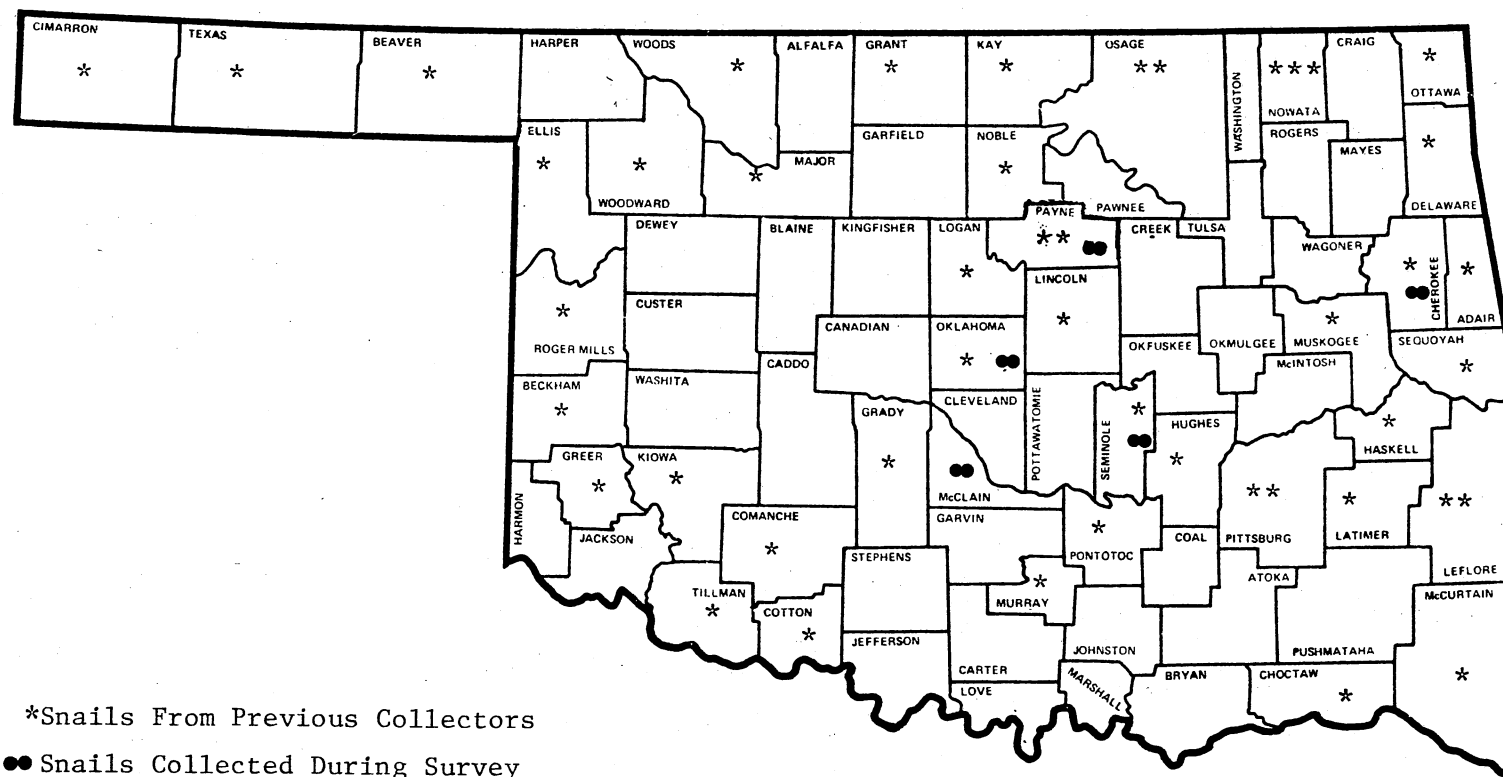 CIMARRON
TEXAS
BEAVER
HARPER
WOODS
ALFALFA
GRANT
KAY
OSAGE
WASHINGTON
NOWATA
CRAIG
OTTAWA
ELLIS
WOODWARD
MAJOR
GARFIELD
NOBLE
PAWNEE
ROGERS
MAYES
DELAWARE
DEWEY
BLAINE
KINGFISHER
LOGAN
PAYNE
CREEK
TULSA
WAGONER
CHEROKEE
ADAIR
ROGER MILLS
CUSTER
CANADIAN
OKLAHOMA
LINCOLN
OKFUSKEE
OKMULGEE
MUSKOGEE
SEQUOYAH
BECKHAM
WASHITA
CADDO
GRADY
CLEVELAND
POTTAWATOMIE
SEMINOLE
HUGHES
McINTOSH
HASKELL
HARMON
GREER
KIOWA
McCLAIN
JACKSON
COMANCHE
STEPHENS
GARVIN
PONTOTOC
COAL
PITTSBURG
LATIMER
LEFLORE
TILLMAN
COTTON
JEFFERSON
MURRAY
CARTER
JOHNSTON
ATOKA
PUSHMATAHA
McCURTAIN
LOVE
MARSHALL
BRYAN
CHOCTAW
*Snails From Previous Collectors
●● Snails Collected During Survey